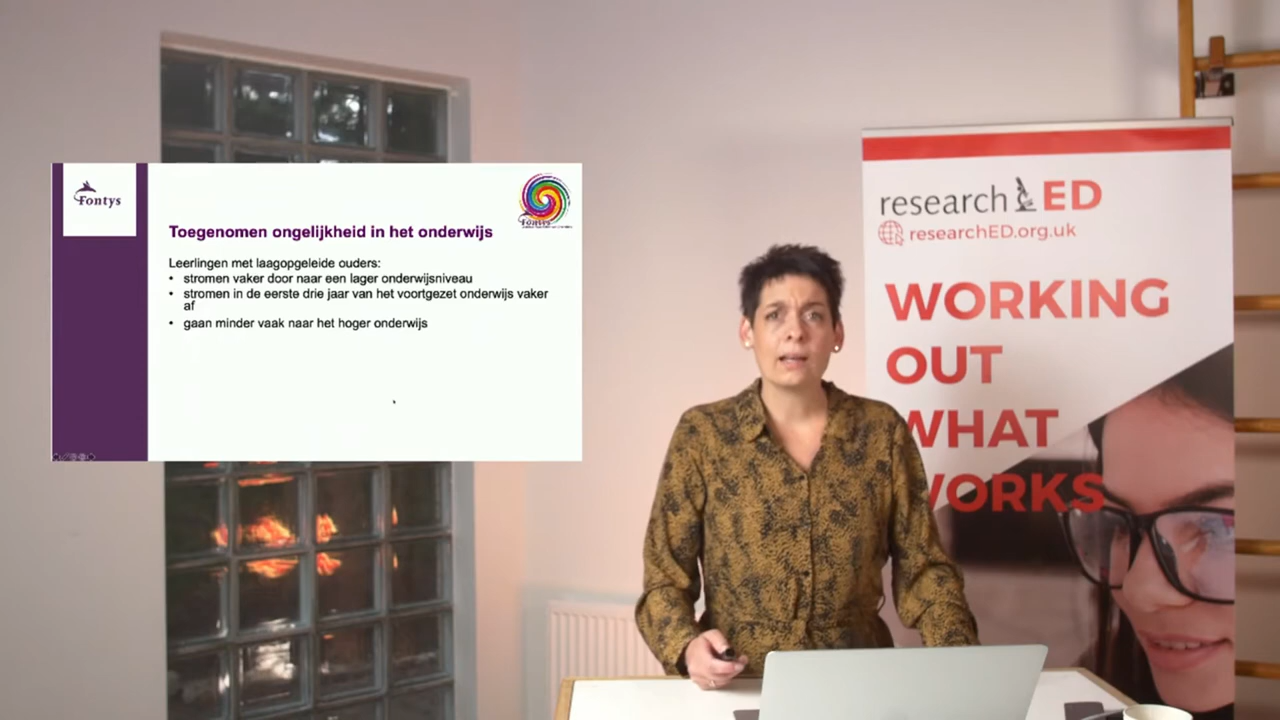 Fontys
Fontys
Toegenomen ongelijkheid in het onderwijs
Leerlingen met laagopgeleide ouders:
• stromen vaker door naar een lager onderwijsniveau
• stromen in de eerste drie jaar van het voortgezet onderwijs vaker
af
• gaan minder vaak naar het hoger onderwijs
research ED
researchED.org.uk
WORKING
OUT
WHAT
WORKS